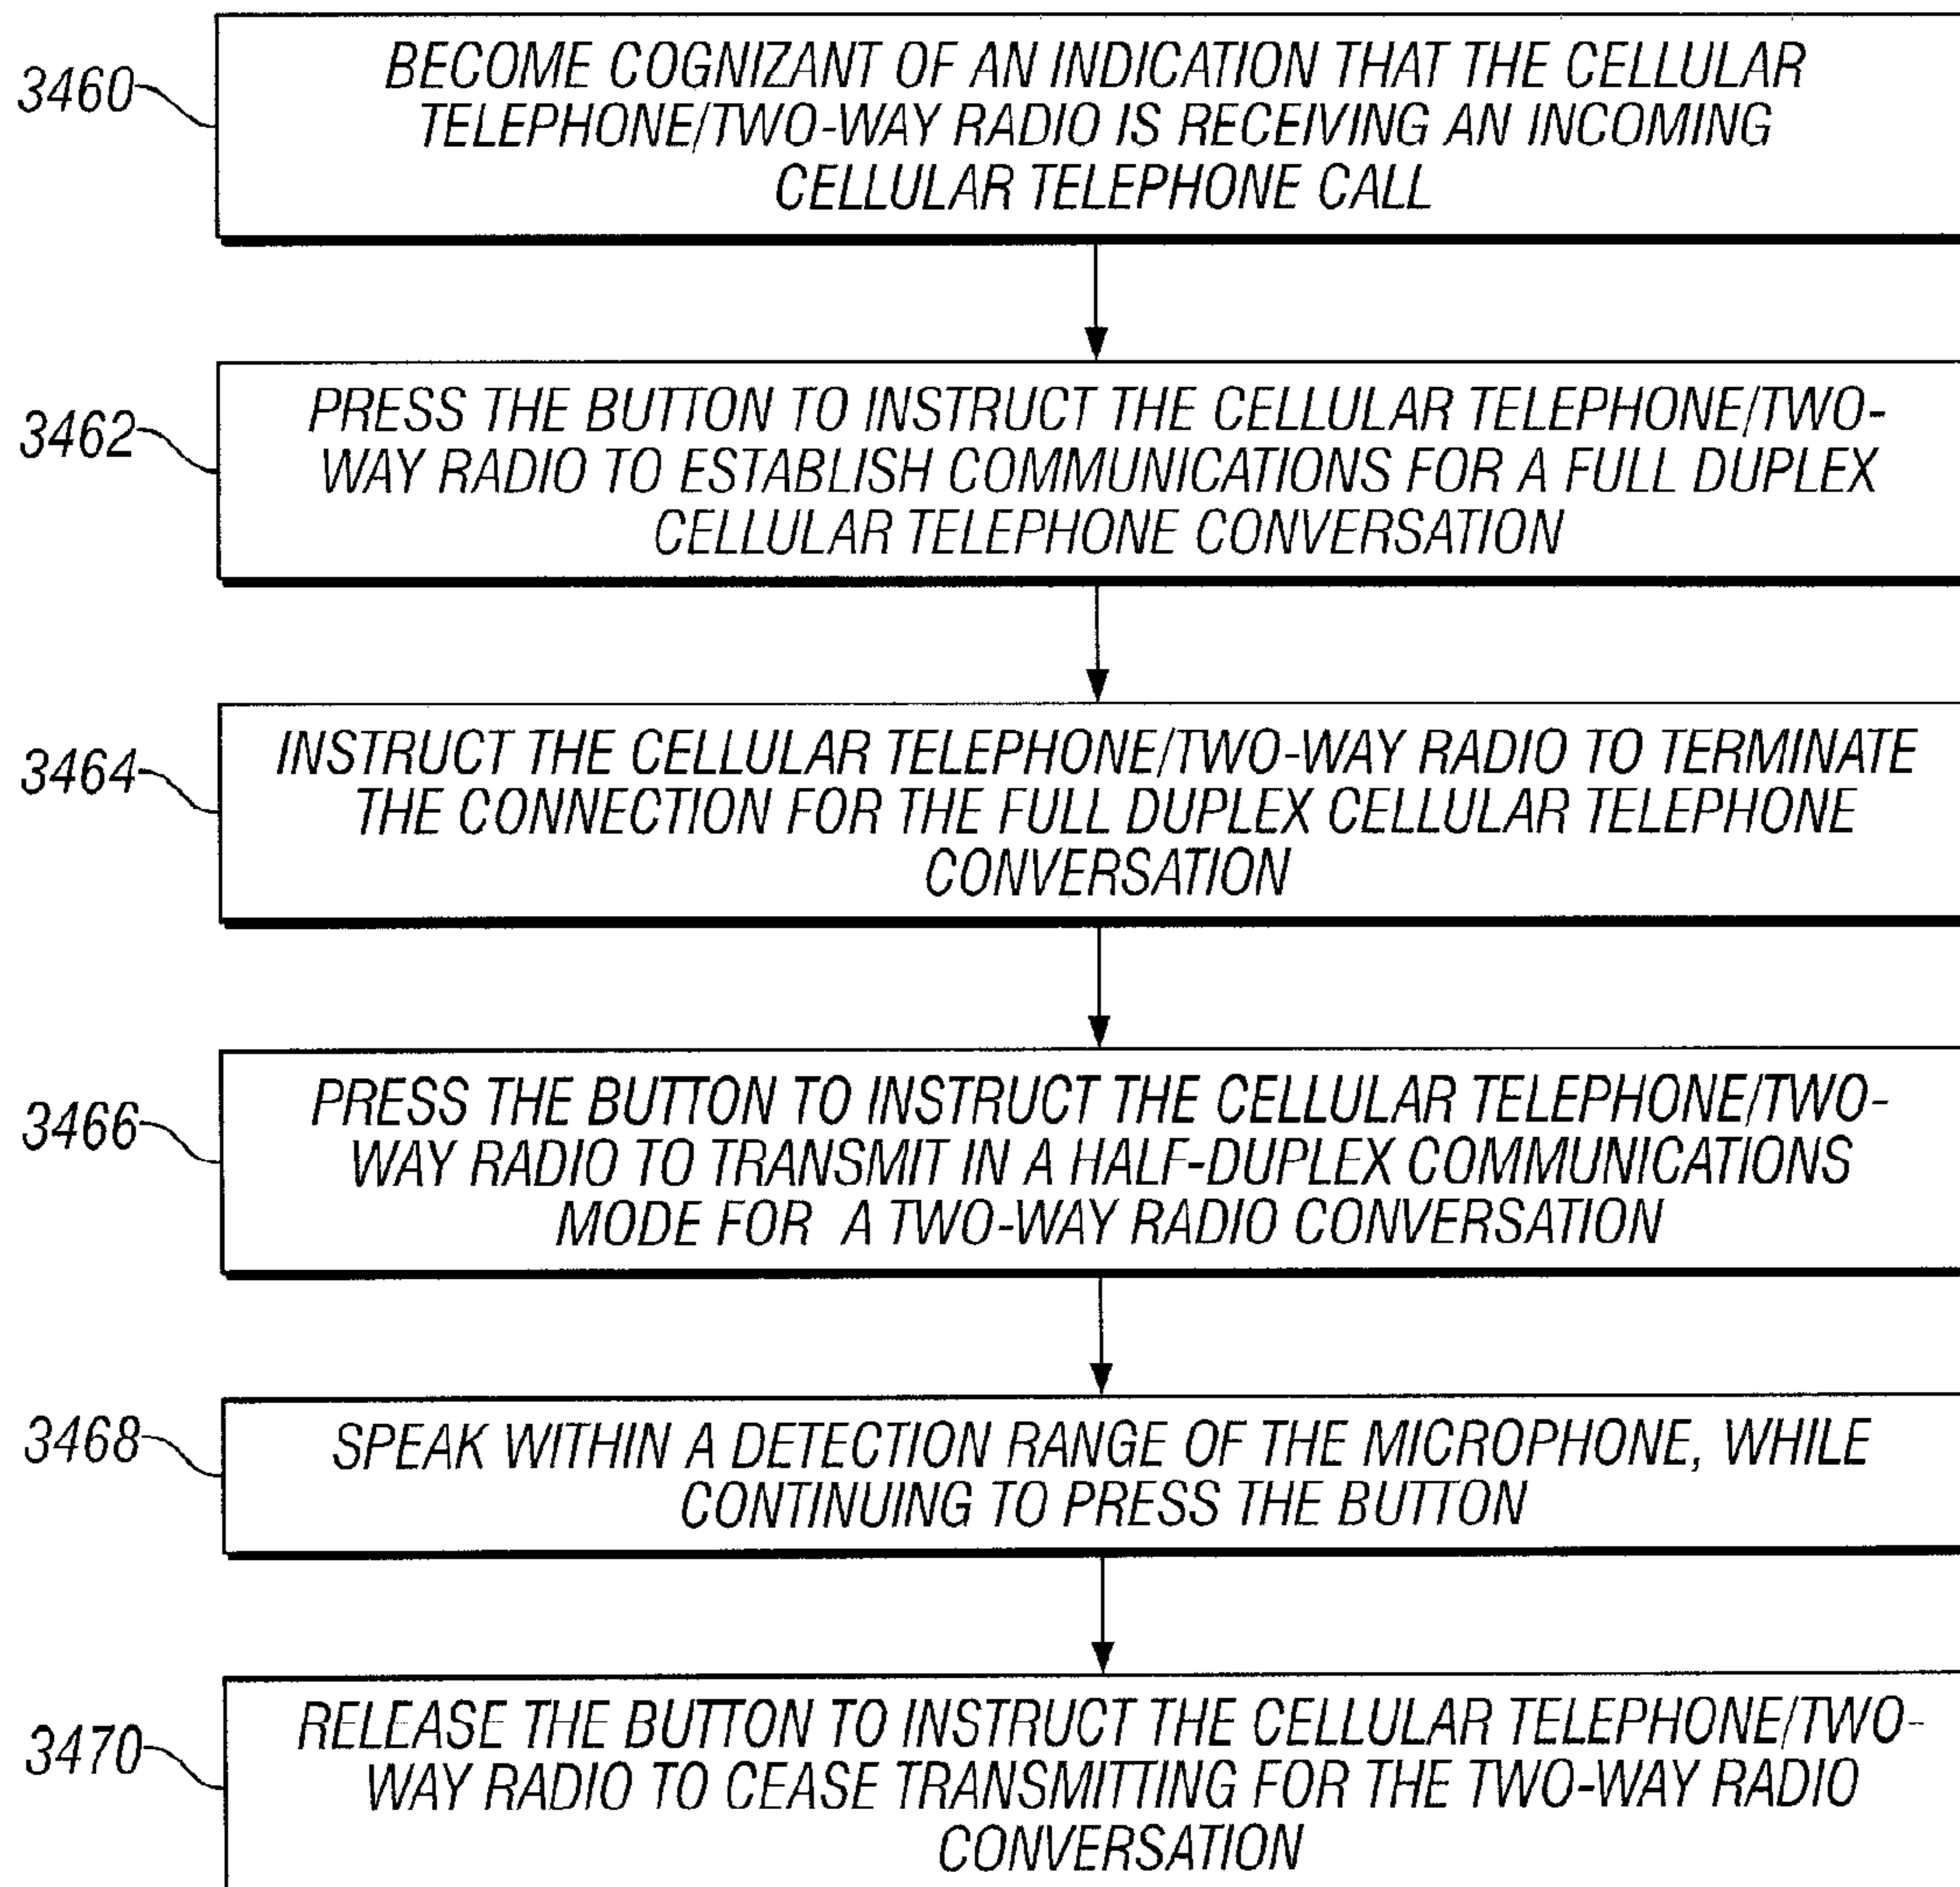 3460
BECOME COGNIZANT OF AN INDICATION THAT THE CELLULAR
TELEPHONE/TWO-WAY RADIO IS RECEIVING AN INCOMING
CELLULAR TELEPHONE CALL
3462
PRESS THE BUTTON TO INSTRUCT THE CELLULAR TELEPHONE/TWO-
WAY RADIO TO ESTABLISH COMMUNICATIONS FOR A FULL DUPLEX
CELLULAR TELEPHONE CONVERSATION
3464
INSTRUCT THE CELLULAR TELEPHONE/TWO-WAY RADIO TO TERMINATE
THE CONNECTION FOR THE FULL DUPLEX CELLULAR TELEPHONE
CONVERSATION
3466
PRESS THE BUTTON TO INSTRUCT THE CELLULAR TELEPHONE/TWO-
WAY RADIO TO TRANSMIT IN A HALF-DUPLEX COMMUNICATIONS
MODE FOR A TWO-WAY RADIO CONVERSATION
3468
SPEAK WITHIN A DETECTION RANGE OF THE MICROPHONE, WHILE
CONTINUING TO PRESS THE BUTTON
3470
RELEASE THE BUTTON TO INSTRUCT THE CELLULAR TELEPHONE/TWO-
WAY RADIO TO CEASE TRANSMITTING FOR THE TWO-WAY RADIO
CONVERSATION